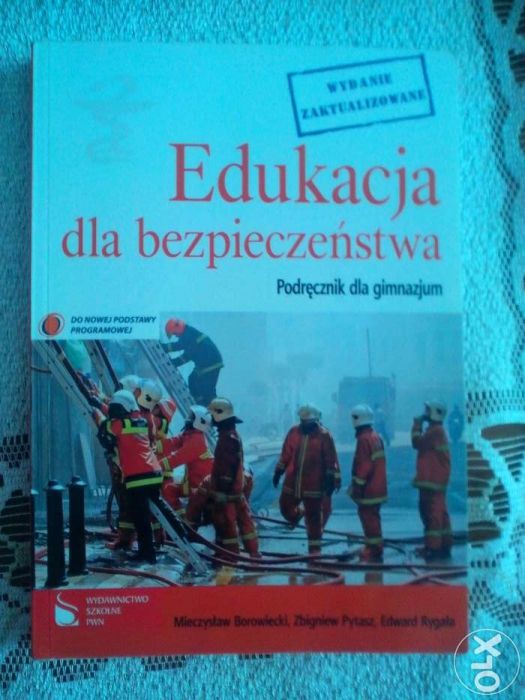 WYDANIE
ZAKTUALIZOWANE
Edukacja
dla bezpieczeństwa
Podręcznik dla gimnazjum
DO NOWEJ PODSTAWY
PROGRAMOWEJ
WYDAWNICTWO
SZKOLNE
PWN
Mieczysław Borowiecki, Zbigniew Pytasz, Edward Rygała
OLX